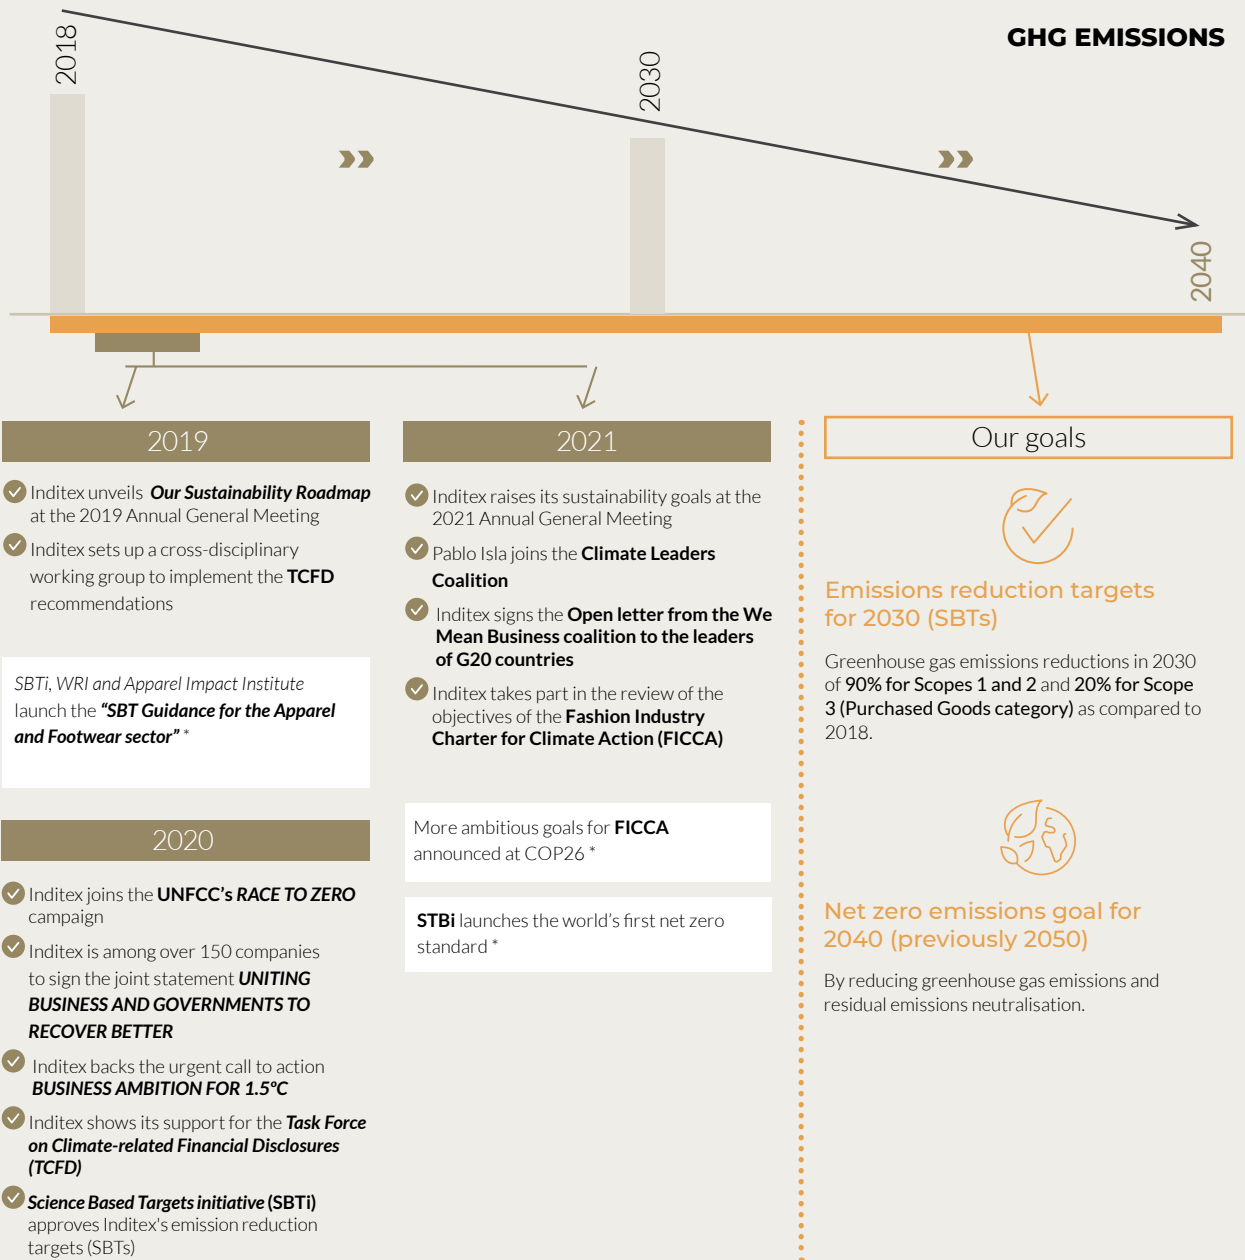 GHG EMISSIONS
2018
2030
2040
2019
Inditex unveils Our Sustainability Roadmap
at the 2019 Annual General Meeting
Inditex sets up a cross-disciplinary
working group to implement the TCFD
recommendations
SBTi, WRI and Apparel Impact Institute
launch the “SBT Guidance for the Apparel
and Footwear sector” *
2020
Inditex joins the UNFCC’s RACE TO ZERO
campaign
Inditex is among over 150 companies
to sign the joint statement UNITING
BUSINESS AND GOVERNMENTS TO
RECOVER BETTER
Inditex backs the urgent call to action
BUSINESS AMBITION FOR 1.5ºC
Inditex shows its support for the Task Force
on Climate-related Financial Disclosures
(TCFD)
Science Based Targets initiative (SBTi)
approves Inditex's emission reduction
targets (SBTs)
2021
Inditex raises its sustainability goals at the
2021 Annual General Meeting
Pablo Isla joins the Climate Leaders
Coalition
Inditex signs the Open letter from the We
Mean Business coalition to the leaders
of G20 countries
Inditex takes part in the review of the
objectives of the Fashion Industry
Charter for Climate Action (FICCA)
More ambitious goals for FICCA
announced at COP26 *
STBi launches the world’s first net zero
standard *
Our goals
Emissions reduction targets
for 2030 (SBTs)
Greenhouse gas emissions reductions in 2030
of 90% for Scopes 1 and 2 and 20% for Scope
3 (Purchased Goods category) as compared to
2018.
Net zero emissions goal for
2040 (previously 2050)
By reducing greenhouse gas emissions and
residual emissions neutralisation.